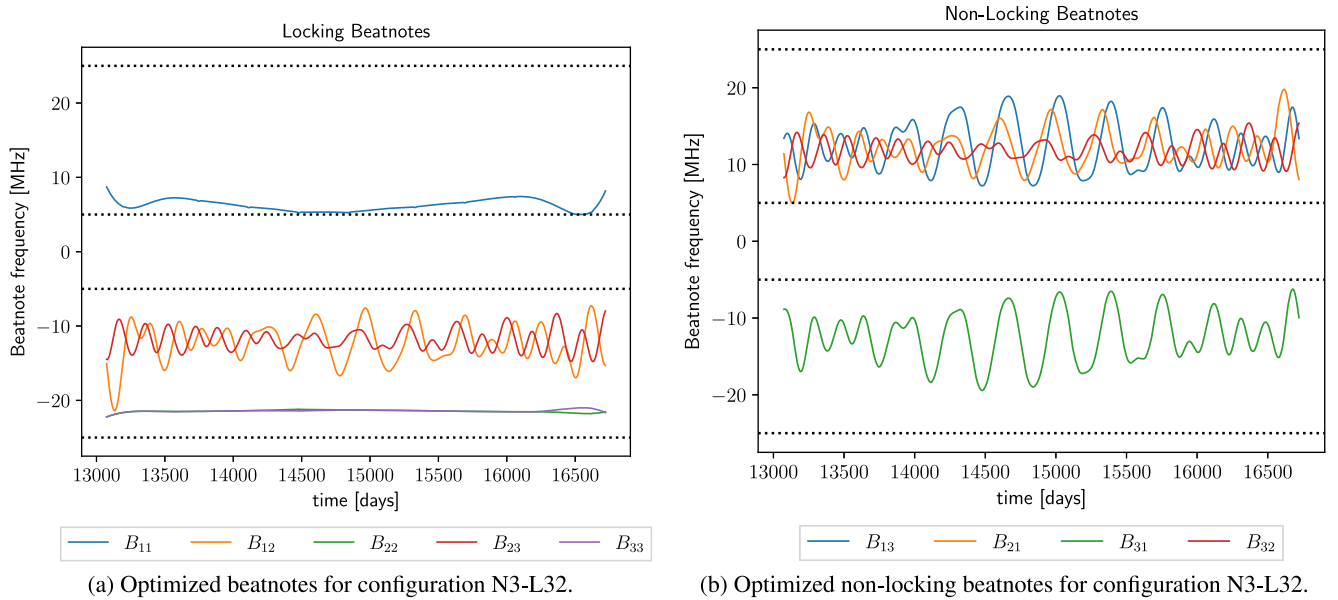 Locking Beatnotes
Beatnote frequency [MHz]
20
10
0
−10
−20
13000 13500 14000 14500 15000 15500 16000 16500
time [days]
B11 B12 B22 B23 B33
(a) Optimized beatnotes for configuration N3-L32.
Non-Locking Beatnotes
Beatnote frequency [MHz]
20
10
0
−10
−20
13000 13500 14000 14500 15000 15500 16000 16500
time [days]
B13 B21 B31 B32
(b) Optimized non-locking beatnotes for configuration N3-L32.